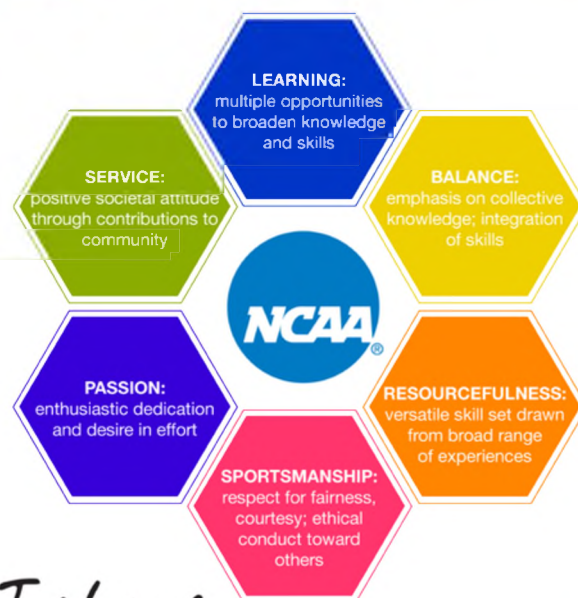 LEARNING:
multiple opportunities
to broaden knowledge
and skills
SERVICE:
positive societal attitude
through contributions to
community
BALANCE:
emphasis on collective
knowledge; integration
of skills
NCAA®
PASSION:
enthusiastic dedication
and desire in effort
RESOURCEFULNESS:
versatile skill set drawn
from broad range
of experiences
SPORTSMANSHIP:
respect for fairness,
courtesy; ethical
conduct toward
others